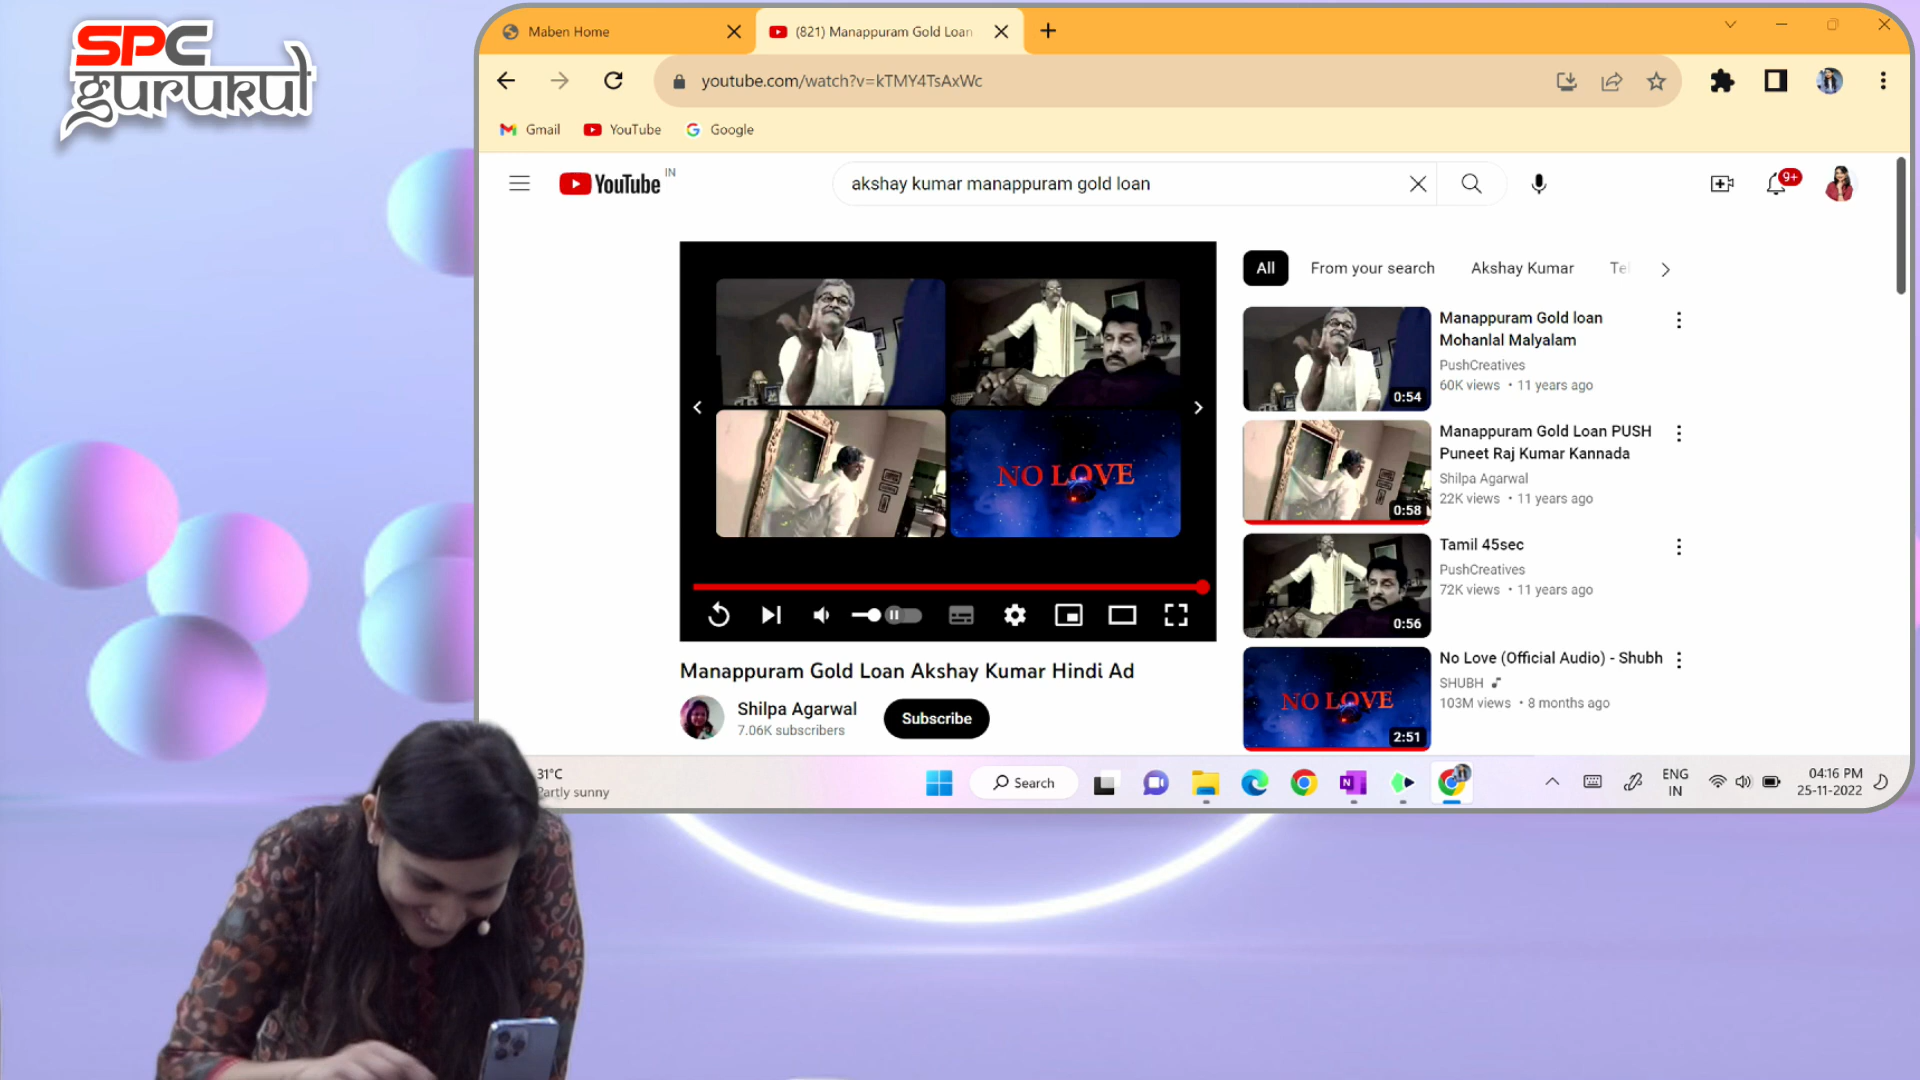 SPC
gurukul
Maben Home
(821) Manappuram Gold Loan
youtube.com/watch?v=kTMY4TsAxWc
Gmail
YouTube
Google
YouTube IN
akshay kumar manappuram gold loan
9+
All
From your search
Akshay Kumar
Tel
NO LOVE
Manappuram Gold Loan Akshay Kumar Hindi Ad
Shilpa Agarwal
7.06K subscribers
Subscribe
Manappuram Gold loan
Mohanlal Malyalam
PushCreatives
60K views • 11 years ago
0:54
Manappuram Gold Loan PUSH
Puneet Raj Kumar Kannada
Shilpa Agarwal
22K views • 11 years ago
0:58
Tamil 45sec
PushCreatives
72K views • 11 years ago
0:56
No Love (Official Audio) - Shubh
SHUBH
103M views • 8 months ago
NO LOVE
2:51
31°C
Partly sunny
Search
ENG
IN
04:16 PM
25-11-2022